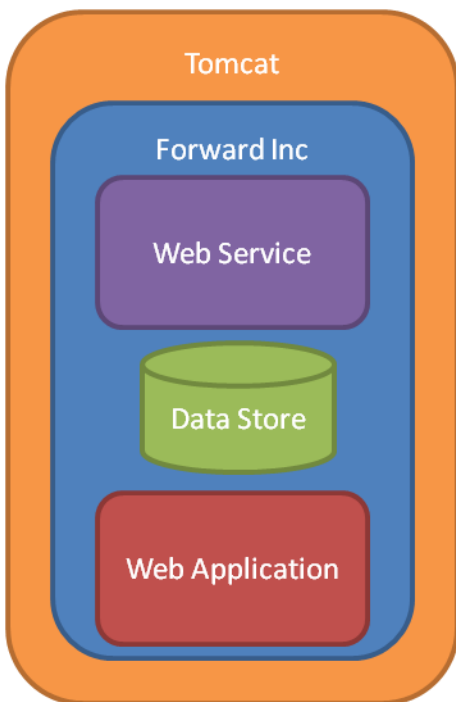 Tomcat
Forward Inc
Web Service
Data Store
Web Application